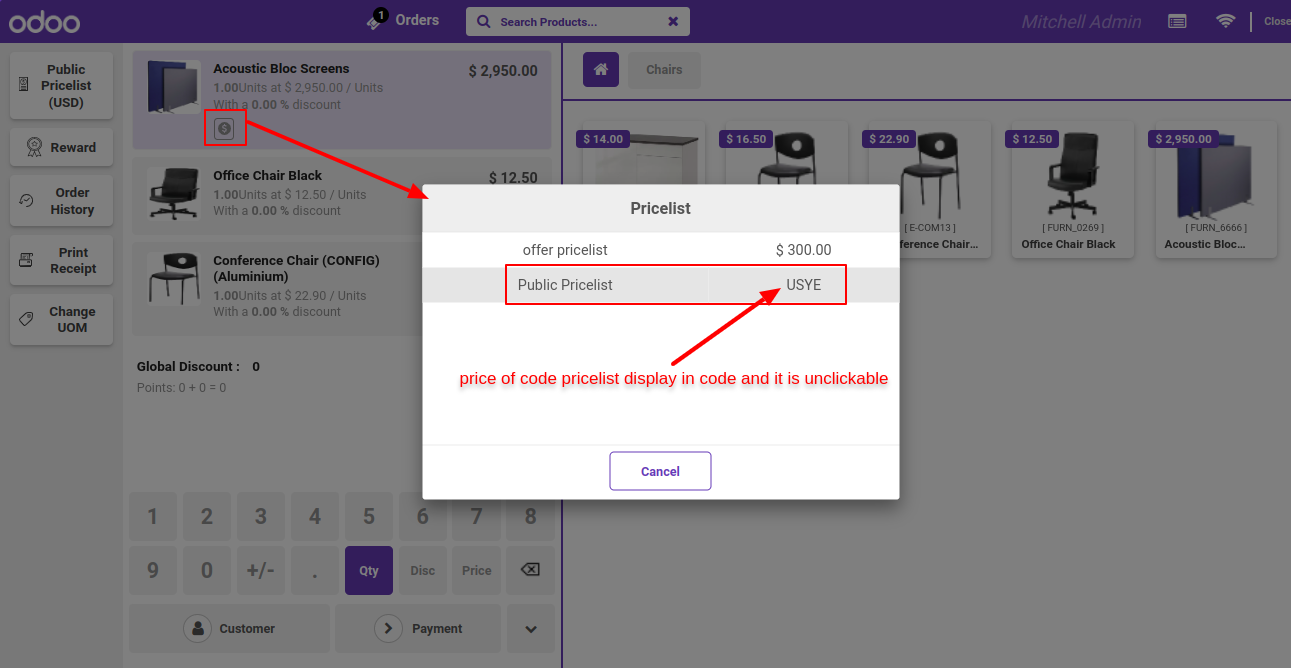 odoo
1
Orders
Search Products...
Mitchell Admin
Close
Public
Pricelist
(USD)
Reward
Order
History
Print
Receipt
Change
UOM
Acoustic Bloc Screens
$ 2,950.00
1.00Units at $ 2,950.00 / Units
With a 0.00 % discount
Office Chair Black
$ 12.50
1.00Units at $ 12.50 / Units
With a 0.00 % discount
Conference Chair (CONFIG)
(Aluminium)
1.00Units at $ 22.90 / Units
With a 0.00 % discount
Global Discount : 0
Points: 0 + 0 = 0
1 2 3 4 5 6 7 8
9 0 +/- . Qty Disc Price
Customer
Payment
Chairs
$ 14.00
$ 16.50
$ 22.90
[ E-COM13 ]
ference Chair...
$ 12.50
[ FURN_0269 ]
Office Chair Black
$ 2,950.00
[ FURN_6666 ]
Acoustic Bloc...
Pricelist
offer pricelist $ 300.00
Public Pricelist USYE
price of code pricelist display in code and it is unclickable
Cancel